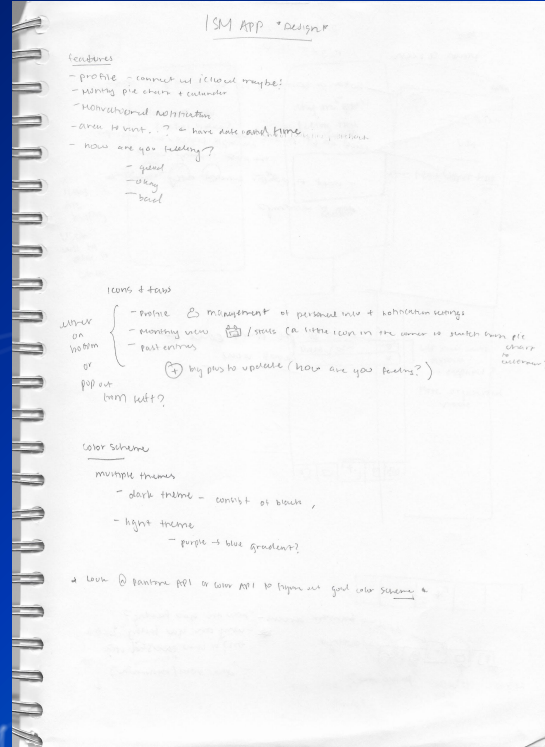 ISM APP *Design*
features
- profile - connect w/ icloud maybe?
- monthly pie chart + calander
- Motivational notification
- area to vint..? ← have date and time
- how are you feeling?
- good
- okay
- bad
icons + tabs
either on bottom or pop out from left?
- Profile & management of personal info + notification settings
- Monthly view / stats (a little icon in the corner to switch from pie chart to calendar)
- Past entries
+ big plus to update (how are you feeling?)
color scheme
multiple themes
- dark theme - consist of blacks,
- light theme
- purple → blue gradient?
* Look @ pantone API or color API to figure out good color scheme *